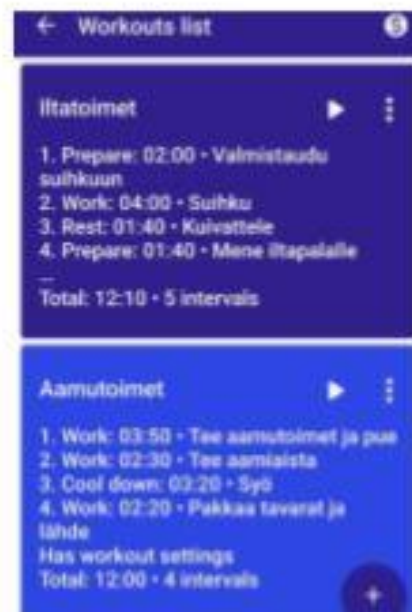 Workouts list
Iltatoimet
1. Prepare: 02:00 • Valmistaudu
suihkuun
2. Work: 04:00 • Suihku
3. Rest: 01:40 • Kuivattele
4. Prepare: 01:40 • Mene iltapalalle
...
Total: 12:10 • 5 intervals
Aamutoimet
1. Work: 03:50 • Tee aamutoimet ja pue
2. Work: 02:30 • Tee aamiaista
3. Cool down: 03:20 • Syö
4. Work: 02:20 • Pakkaa tavarat ja
lähde
Has workout settings
Total: 12:00 • 4 intervals